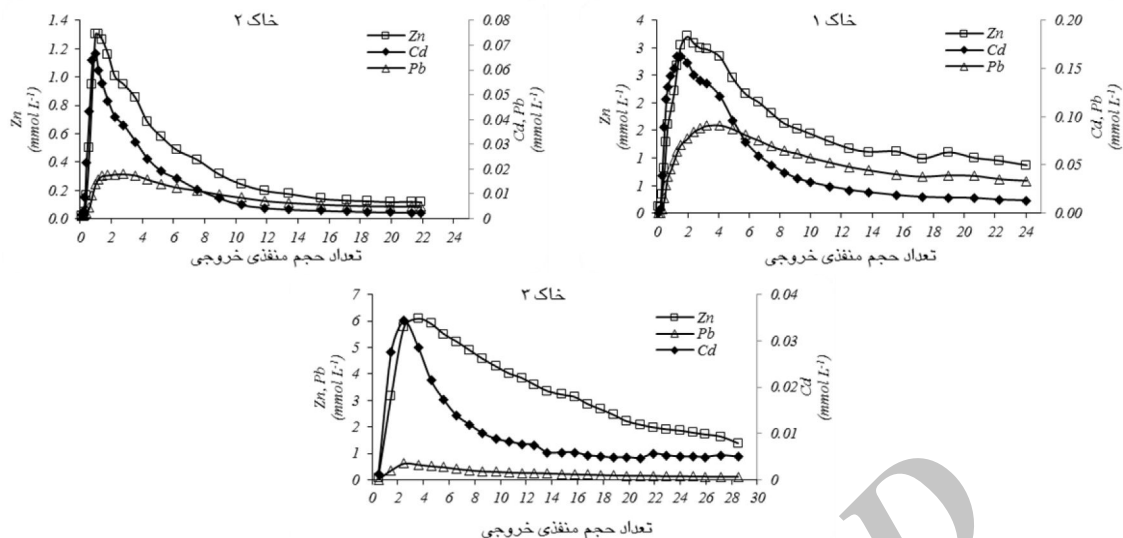 خاک ۲
Zn
Cd
Pb
1.4
1.2
1.0
0.8
0.6
0.4
0.2
0.0
Zn
(mmol L-1)
0.08
0.07
0.06
0.05
0.04
0.03
0.02
0.01
0
Cd, Pb
(mmol L-1)
0 2 4 6 8 10 12 14 16 18 20 22 24
تعداد حجم منفذی خروجی
خاک ۱
Zn
Cd
Pb
4
3
3
2
2
1
1
0
Zn
(mmol L-1)
0.20
0.15
0.10
0.05
0.00
Cd, Pb
(mmol L-1)
0 2 4 6 8 10 12 14 16 18 20 22 24
تعداد حجم منفذی خروجی
خاک ۳
Zn
Pb
Cd
7
6
5
4
3
2
1
0
Zn, Pb
(mmol L-1)
0.04
0.03
0.02
0.01
0
Cd
(mmol L-1)
0 2 4 6 8 10 12 14 16 18 20 22 24 26 28 30
تعداد حجم منفذی خروجی
D